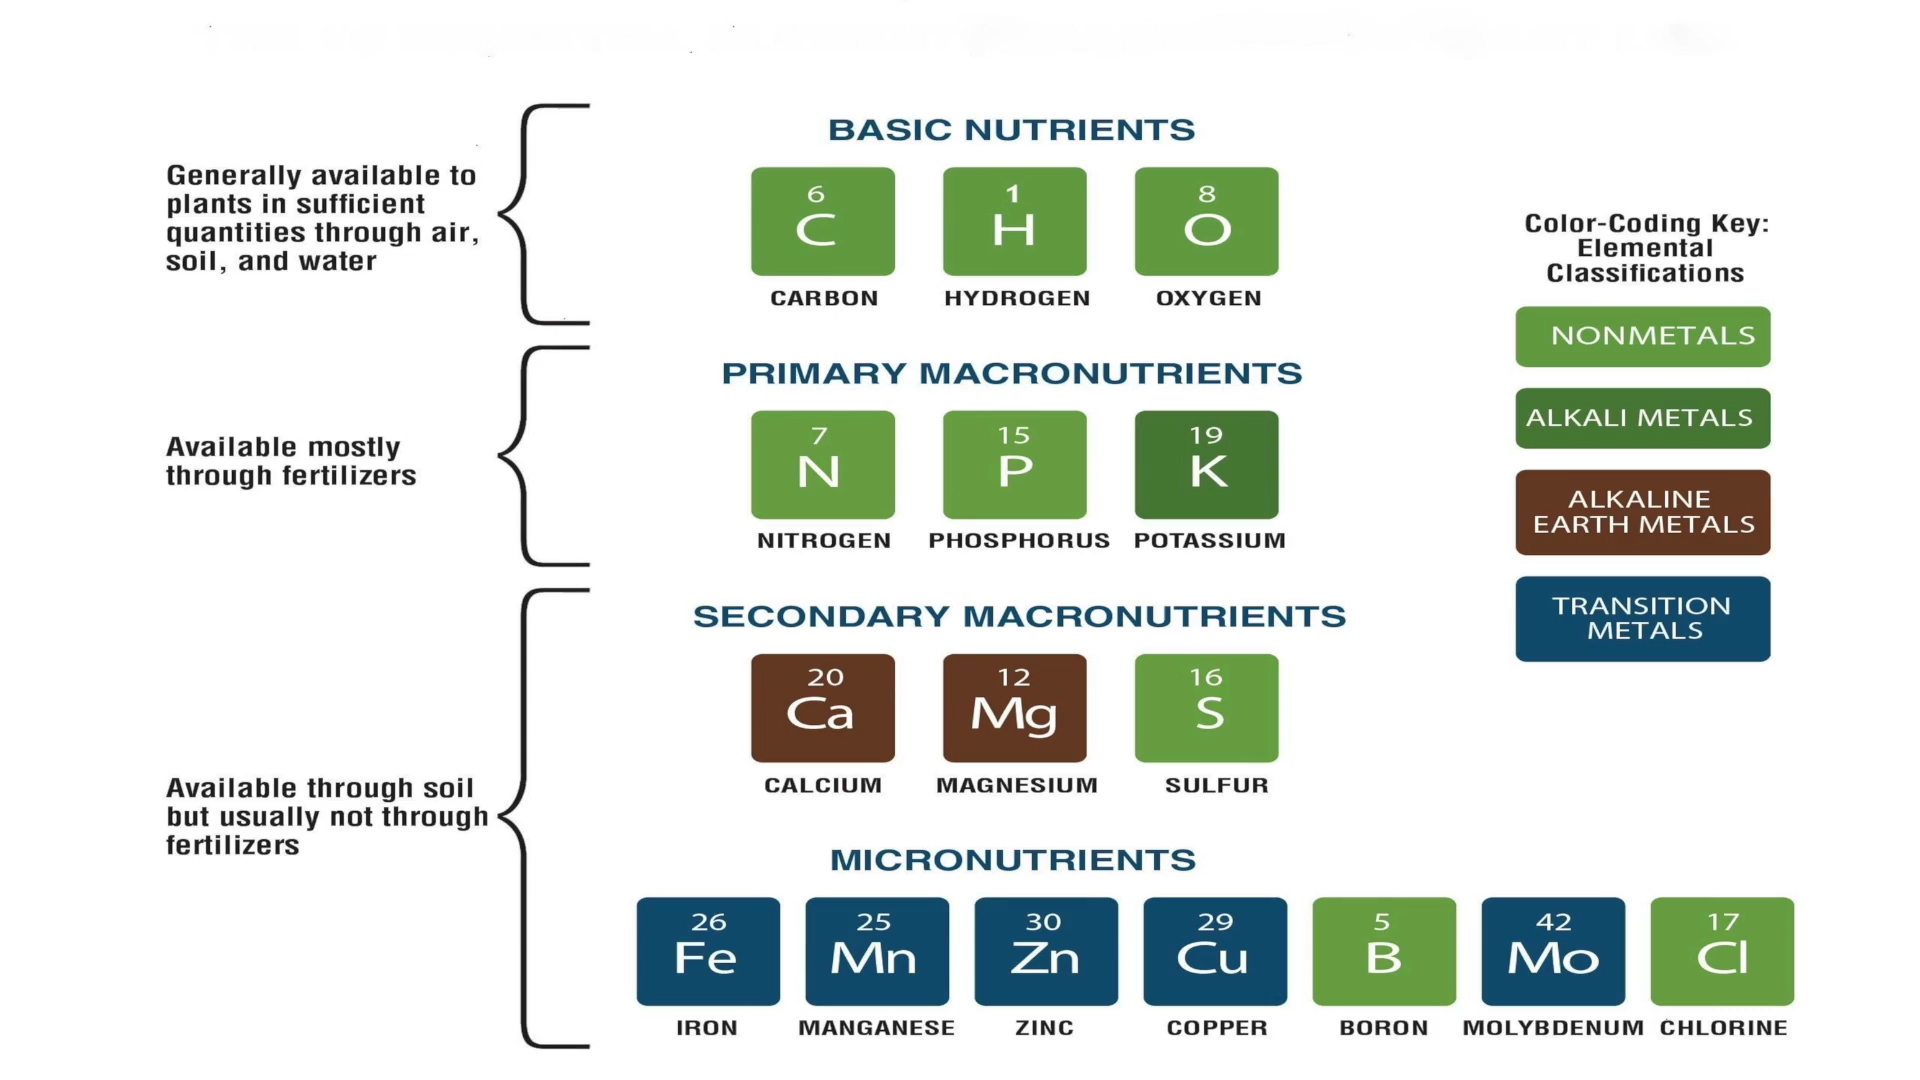 BASIC NUTRIENTS
Generally available to
plants in sufficient
quantities through air,
soil, and water
6
C
CARBON
1
H
HYDROGEN
8
O
OXYGEN
PRIMARY MACRONUTRIENTS
Available mostly
through fertilizers
7
N
NITROGEN
15
P
PHOSPHORUS
19
K
POTASSIUM
SECONDARY MACRONUTRIENTS
Available through soil
but usually not through
fertilizers
20
Ca
CALCIUM
12
Mg
MAGNESIUM
16
S
SULFUR
MICRONUTRIENTS
26
Fe
IRON
25
Mn
MANGANESE
30
Zn
ZINC
29
Cu
COPPER
5
B
BORON
42
Mo
MOLYBDENUM
17
Cl
CHLORINE
Color-Coding Key:
Elemental
Classifications
NONMETALS
ALKALI METALS
ALKALINE
EARTH METALS
TRANSITION
METALS